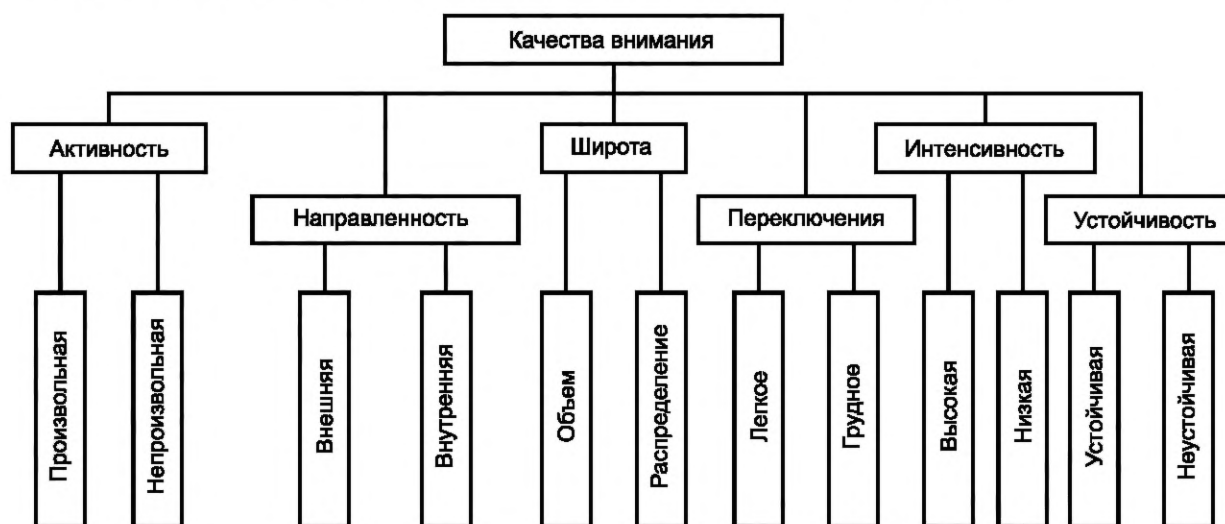 Качества внимания
Активность
Широта
Интенсивность
Направленность
Переключения
Устойчивость
Произвольная
Непроизвольная
Внешняя
Внутренняя
Объем
Распределение
Легкое
Грудное
Высокая
Низкая
Устойчивая
Неустойчивая